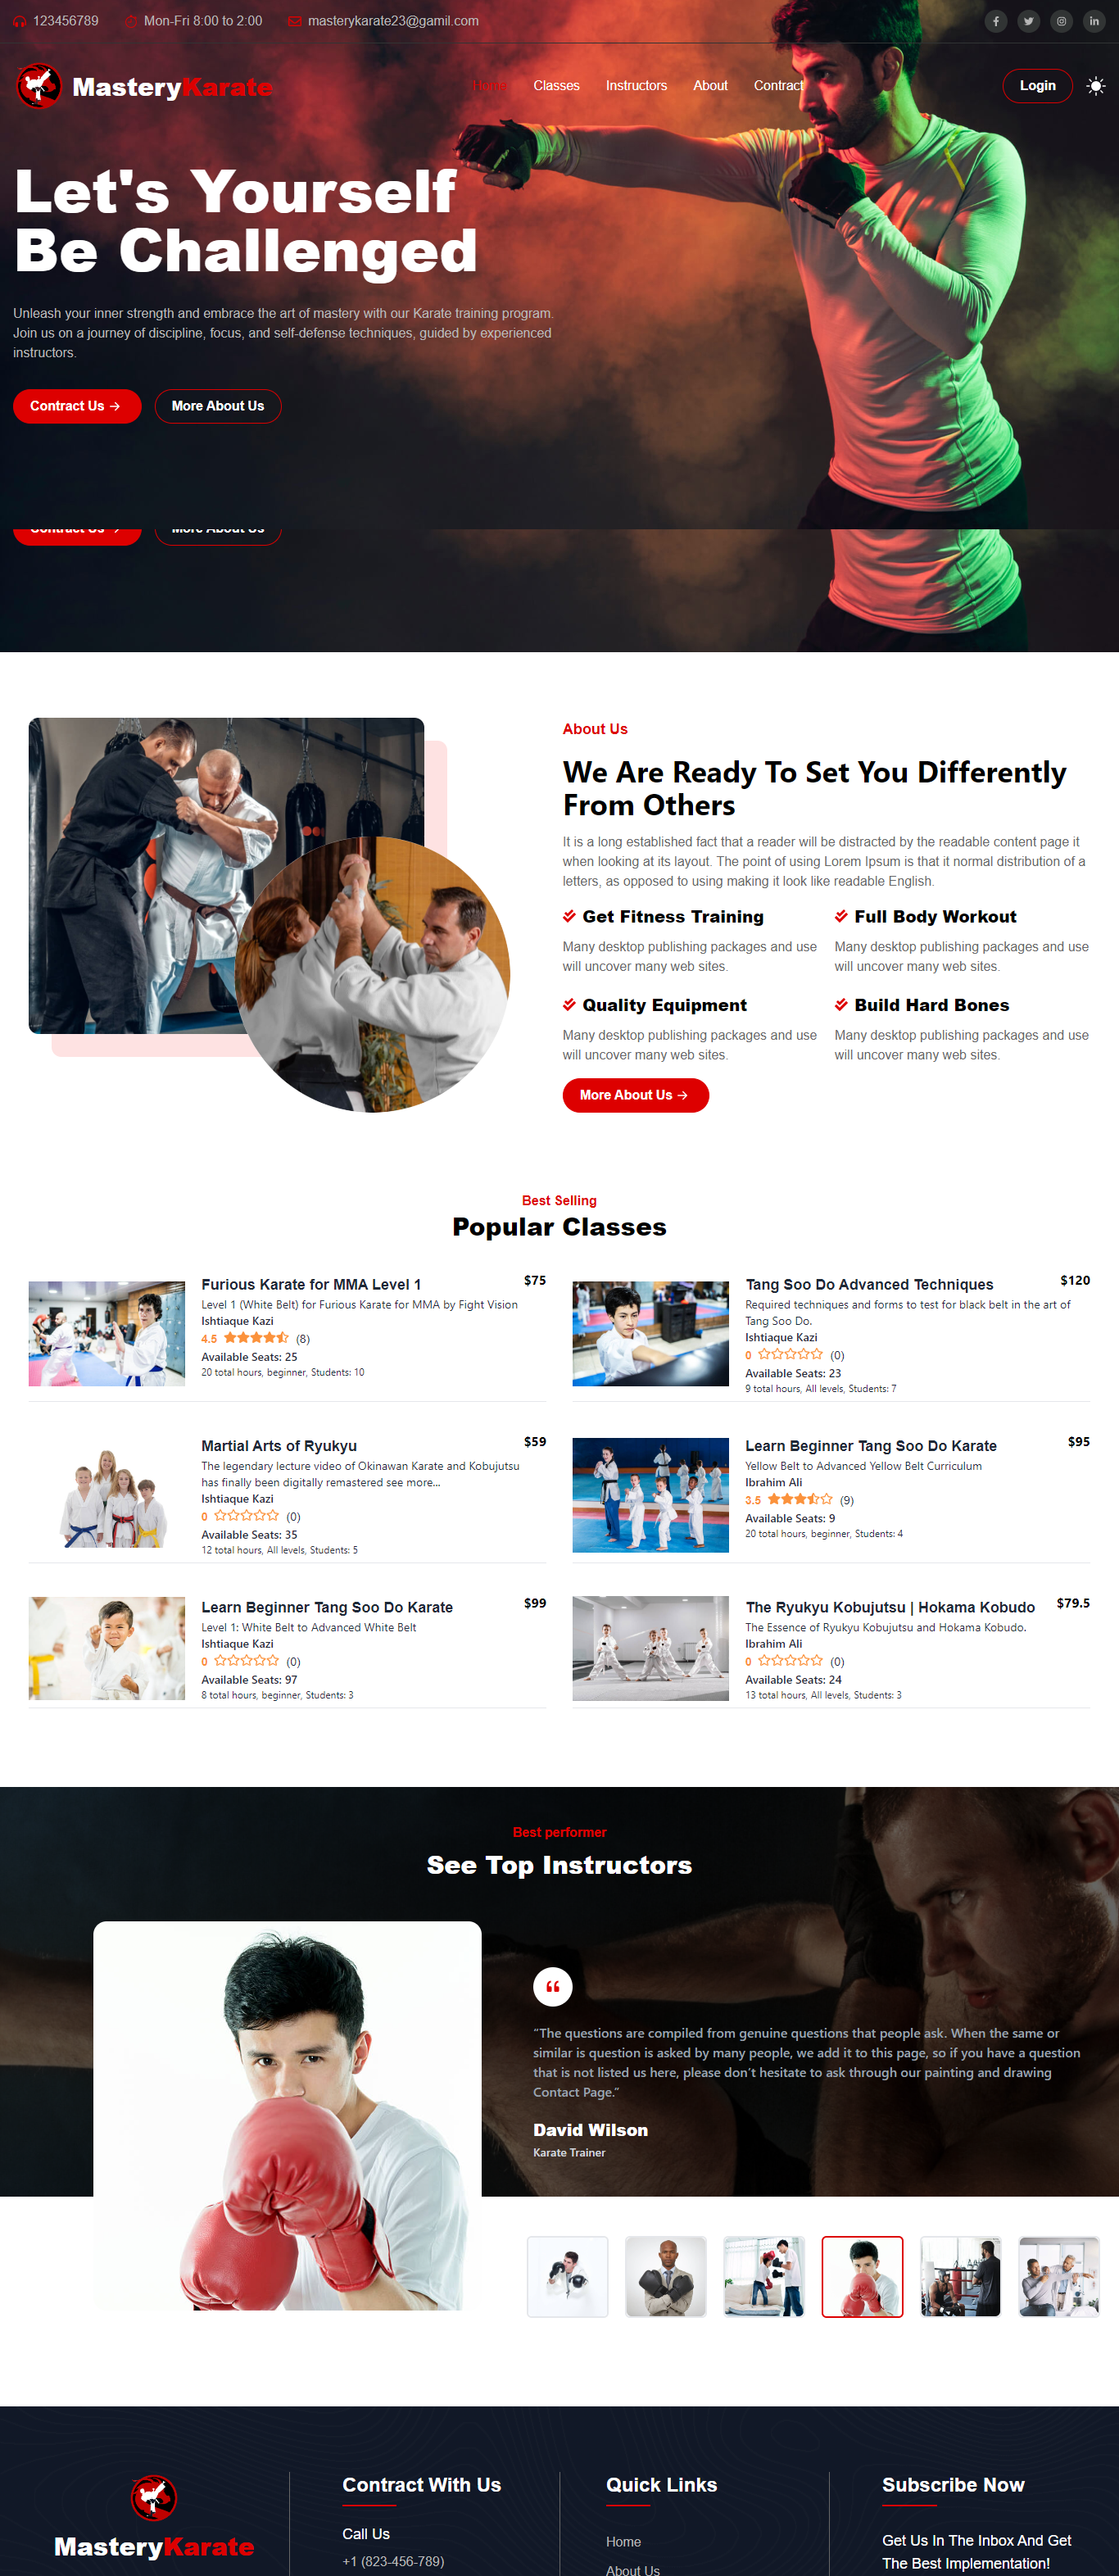 123456789 Mon-Fri 8:00 to 2:00 masterykarate23@gamil.com
MasteryKarate Home Classes Instructors About Contract Login
Let's Yourself
Be Challenged
Unleash your inner strength and embrace the art of mastery with our Karate training program.
Join us on a journey of discipline, focus, and self-defense techniques, guided by experienced
instructors.
Contract Us → More About Us
Contract Us → More About Us
About Us
We Are Ready To Set You Differently
From Others
It is a long established fact that a reader will be distracted by the readable content page it
when looking at its layout. The point of using Lorem Ipsum is that it normal distribution of a
letters, as opposed to using making it look like readable English.
Get Fitness Training
Many desktop publishing packages and use
will uncover many web sites.
Full Body Workout
Many desktop publishing packages and use
will uncover many web sites.
Quality Equipment
Many desktop publishing packages and use
will uncover many web sites.
Build Hard Bones
Many desktop publishing packages and use
will uncover many web sites.
More About Us →
Best Selling
Popular Classes
Furious Karate for MMA Level 1 $75
Level 1 (White Belt) for Furious Karate for MMA by Fight Vision
Ishtiaque Kazi
4.5 (8)
Available Seats: 25
20 total hours, beginner, Students: 10
Tang Soo Do Advanced Techniques $120
Required techniques and forms to test for black belt in the art of
Tang Soo Do.
Ishtiaque Kazi
0 (0)
Available Seats: 23
9 total hours, All levels, Students: 7
Martial Arts of Ryukyu $59
The legendary lecture video of Okinawan Karate and Kobujutsu
has finally been digitally remastered see more...
Ishtiaque Kazi
0 (0)
Available Seats: 35
12 total hours, All levels, Students: 5
Learn Beginner Tang Soo Do Karate $95
Yellow Belt to Advanced Yellow Belt Curriculum
Ibrahim Ali
3.5 (9)
Available Seats: 9
20 total hours, beginner, Students: 4
Learn Beginner Tang Soo Do Karate $99
Level 1: White Belt to Advanced White Belt
Ishtiaque Kazi
0 (0)
Available Seats: 97
8 total hours, beginner, Students: 3
The Ryukyu Kobujutsu | Hokama Kobudo $79.5
The Essence of Ryukyu Kobujutsu and Hokama Kobudo.
Ibrahim Ali
0 (0)
Available Seats: 24
13 total hours, All levels, Students: 3
Best performer
See Top Instructors
“The questions are compiled from genuine questions that people ask. When the same or
similar is question is asked by many people, we add it to this page, so if you have a question
that is not listed us here, please don’t hesitate to ask through our painting and drawing
Contact Page.”
David Wilson
Karate Trainer
MasteryKarate
Contract With Us
Call Us
+1 (823-456-789)
Quick Links
Home
About Us
Subscribe Now
Get Us In The Inbox And Get
The Best Implementation!